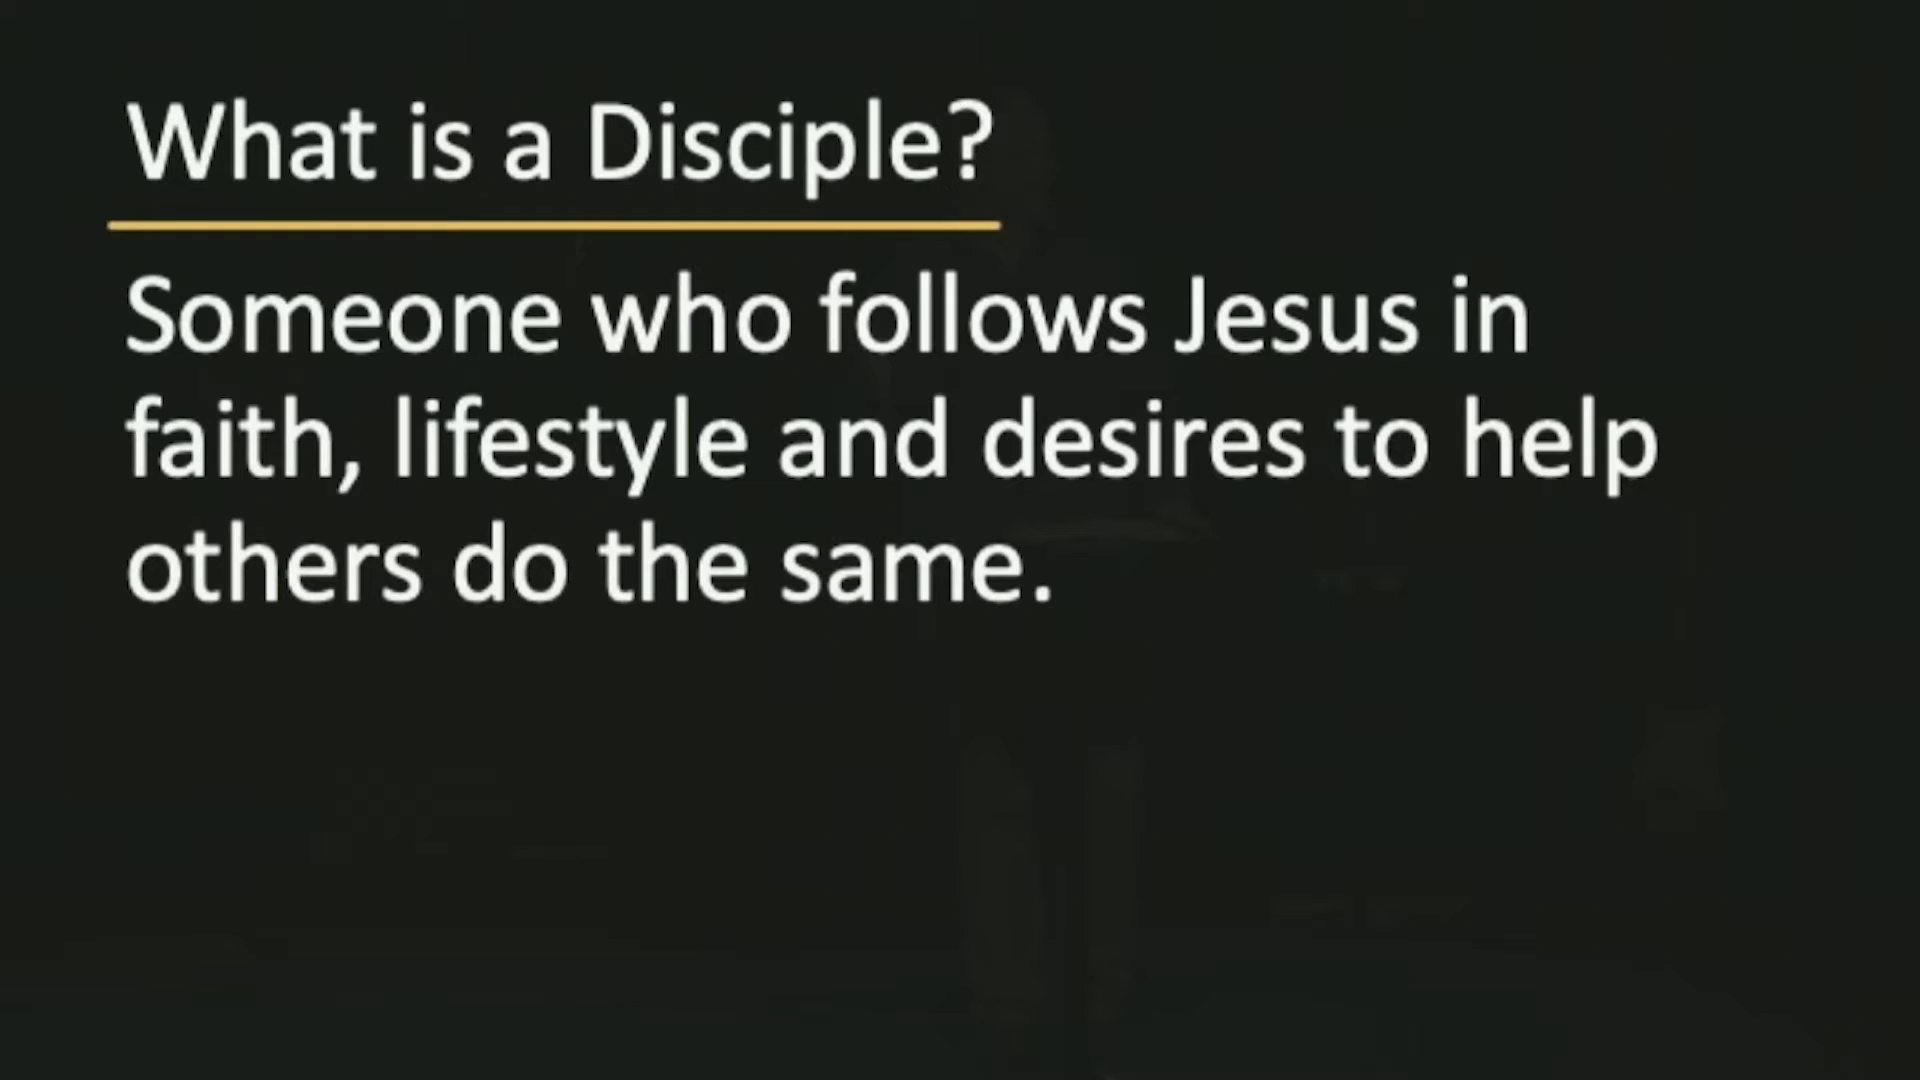 What is a Disciple?
Someone who follows Jesus in
faith, lifestyle and desires to help
others do the same.